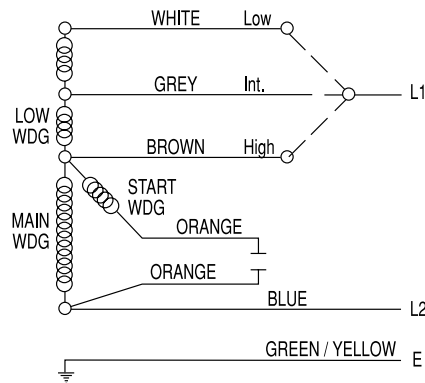 WHITE Low
GREY Int.
L1
LOW
WDG
BROWN High
START
WDG
MAIN
WDG
ORANGE
ORANGE
BLUE
L2
GREEN / YELLOW
E